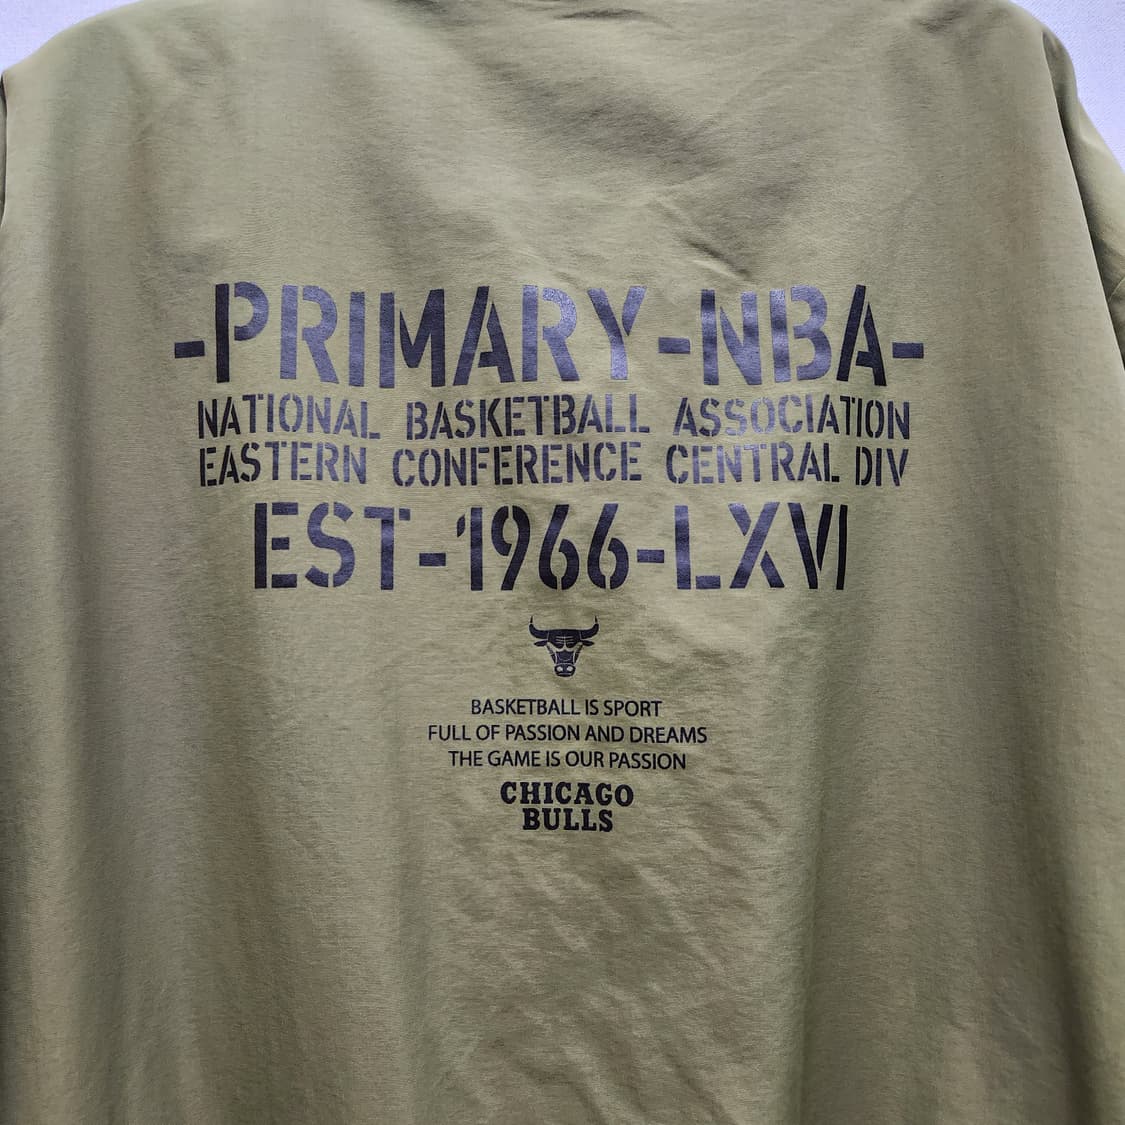 -PRIMARY-NBA-
NATIONAL BASKETBALL ASSOCIATION
EASTERN CONFERENCE CENTRAL DIV
EST-1966-LXVI
BASKETBALL IS SPORT
FULL OF PASSION AND DREAMS
THE GAME IS OUR PASSION
CHICAGO
BULLS